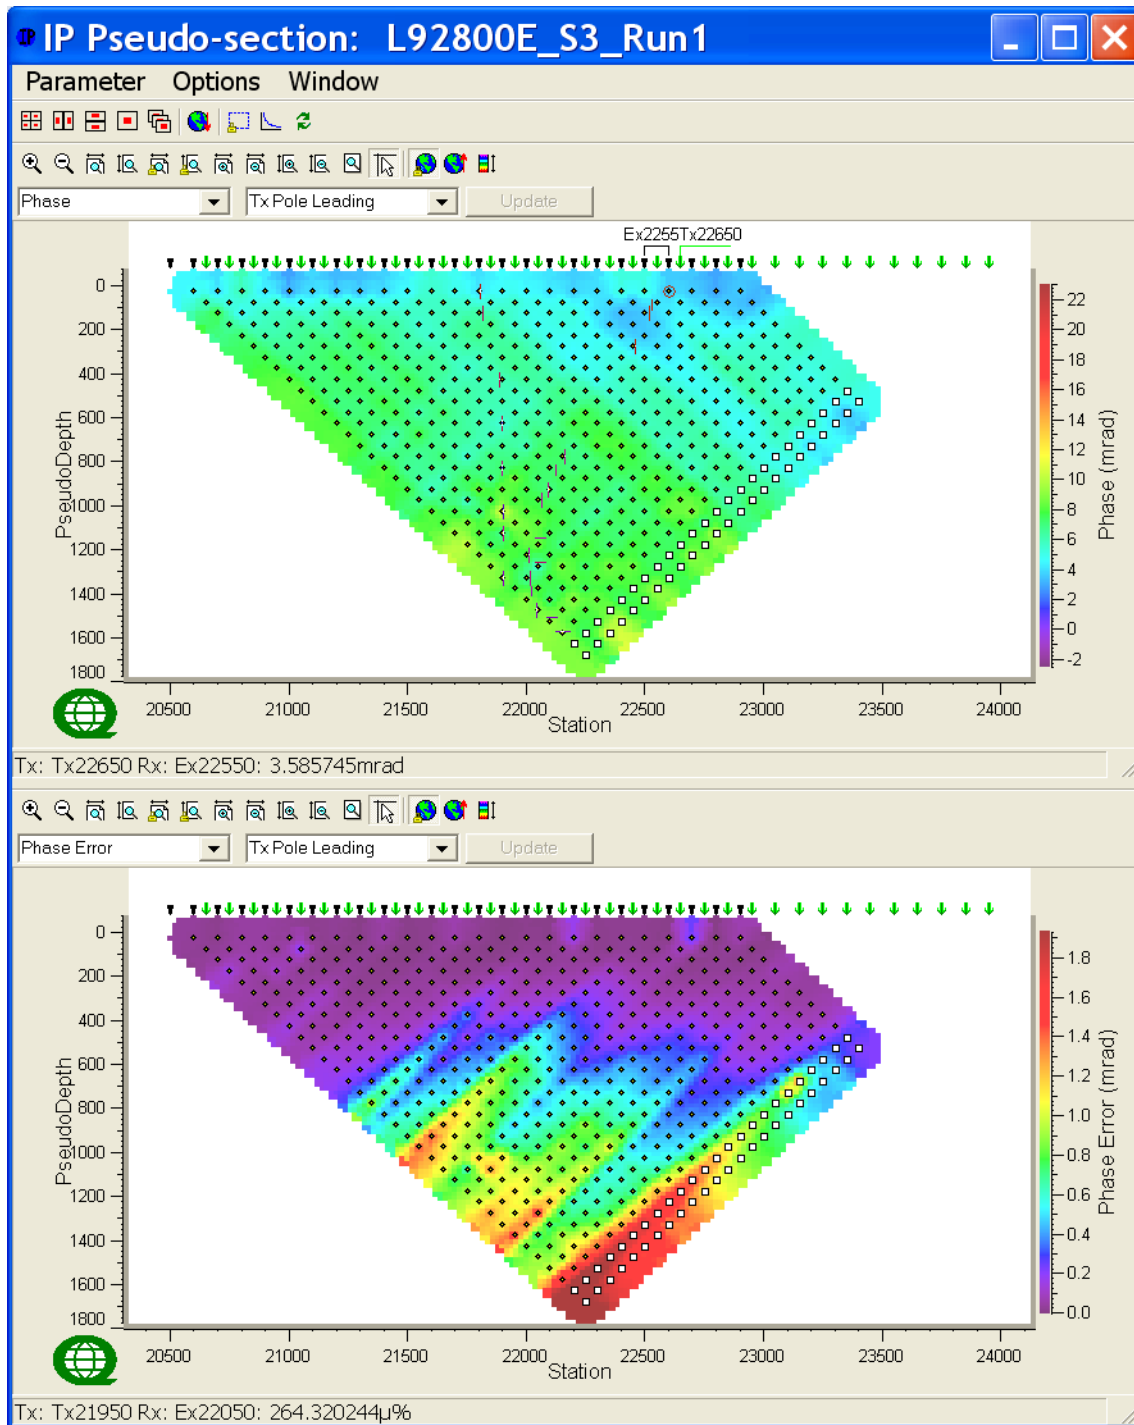 IP Pseudo-section: L92800E_S3_Run1
Parameter Options Window
Phase Tx Pole Leading Update
Ex2255Tx22650
0
200
400
600
800
1000
1200
1400
1600
1800
PseudoDepth
20500 21000 21500 22000 22500 23000 23500 24000
Station
22
20
18
16
14
12
10
8
6
4
2
0
-2
Phase (mrad)
Tx: Tx22650 Rx: Ex22550: 3.585745mrad
Phase Error Tx Pole Leading Update
0
200
400
600
800
1000
1200
1400
1600
1800
PseudoDepth
20500 21000 21500 22000 22500 23000 23500 24000
Station
1.8
1.6
1.4
1.2
1.0
0.8
0.6
0.4
0.2
0.0
Phase Error (mrad)
Tx: Tx21950 Rx: Ex22050: 264.320244µ%